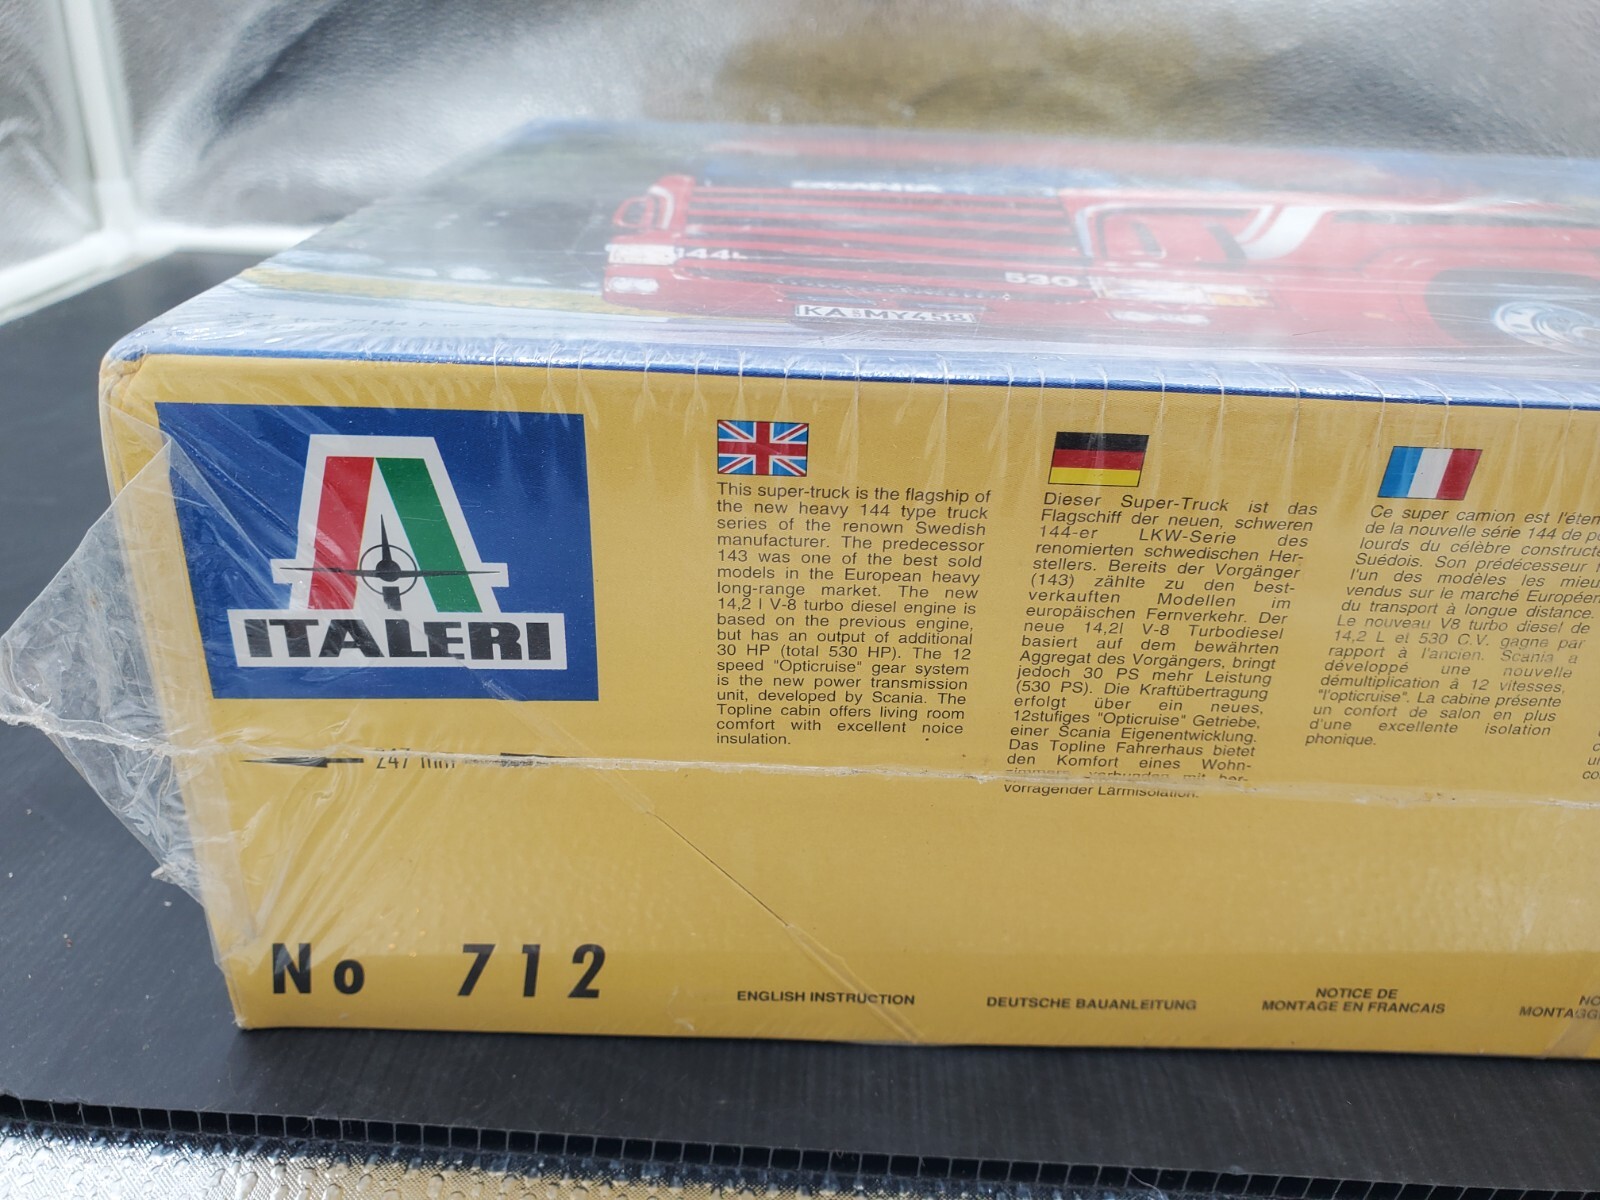 SCANIA
144L
530
KA MY458
ITALERI
247 mm
No 712
This super-truck is the flagship of
the new heavy 144 type truck
series of the renown Swedish
manufacturer. The predecessor
143 was one of the best sold
models in the European heavy
long-range market. The new
14,2 l V-8 turbo diesel engine is
based on the previous engine,
but has an output of additional
30 HP (total 530 HP). The 12
speed "Opticruise" gear system
is the new power transmission
unit, developed by Scania. The
Topline cabin offers living room
comfort with excellent noice
insulation.
ENGLISH INSTRUCTION
Dieser Super-Truck ist das
Flagschiff der neuen, schweren
144-er LKW-Serie des
renomierten schwedischen Her-
stellers. Bereits der Vorgänger
(143) zählte zu den best-
verkauften Modellen im
europäischen Fernverkehr. Der
neue 14,2l V-8 Turbodiesel
basiert auf dem bewährten
Aggregat des Vorgängers, bringt
jedoch 30 PS mehr Leistung
(530 PS). Die Kraftübertragung
erfolgt über ein neues,
12stufiges "Opticruise" Getriebe,
einer Scania Eigenentwicklung.
Das Topline Fahrerhaus bietet
den Komfort eines Wohn-
zimmers verbunden mit her-
vorragender Lärmisolation.
DEUTSCHE BAUANLEITUNG
Ce super camion est
de la nouvelle série 144 de
lourds du célèbre
Suédois. Son prédécesseur
l'un des modèles les
vendus sur le marché
du transport à longue distance.
Le nouveau V8 turbo diesel de
14,2 L et 530 C.V. gagne par
rapport à l'ancien. Scania a
développé une nouvelle
démultiplication à 12 vitesses,
"l'opticruise". La cabine présente
un confort de salon en plus
d'une excellente isolation
phonique.
NOTICE DE
MONTAGE EN FRANCAIS